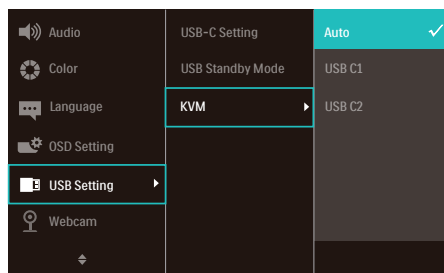 Audio
Color
Language
OSD Setting
USB Setting
Webcam
USB-C Setting
USB Standby Mode
KVM
Auto
USB C1
USB C2